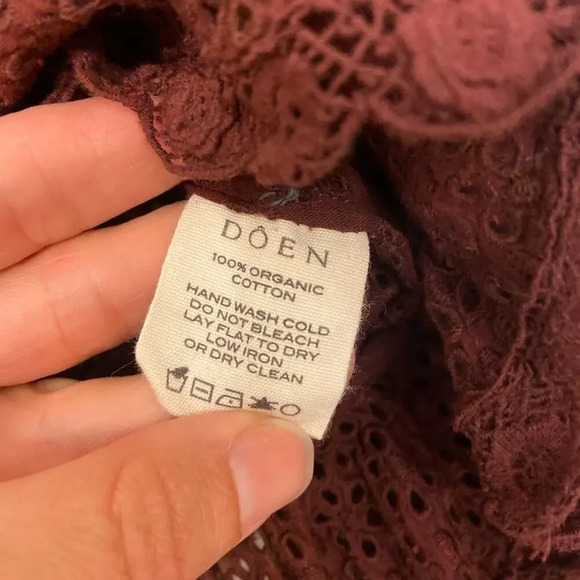 DÔEN
100% ORGANIC
COTTON
HAND WASH COLD
DO NOT BLEACH
LAY FLAT TO DRY
LOW IRON
OR DRY CLEAN